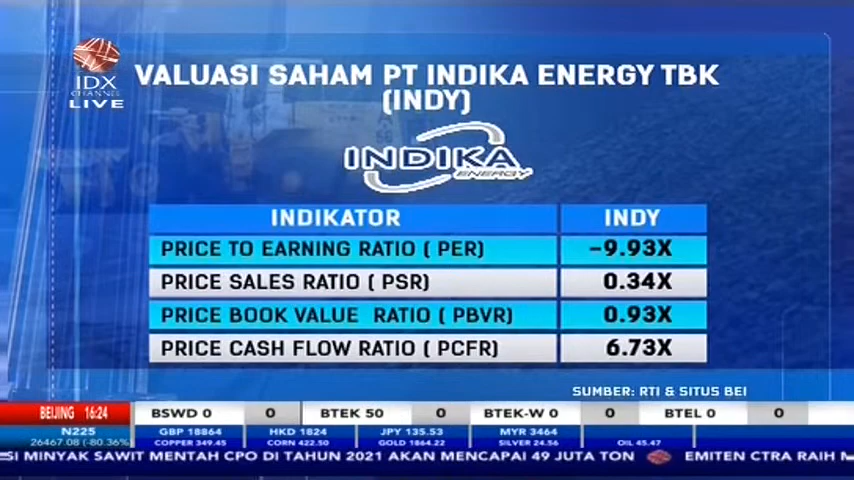 IDX
CHANNEL
LIVE
VALUASI SAHAM PT INDIKA ENERGY TBK
(INDY)
INDIKA
ENERGY
INDIKATOR INDY
PRICE TO EARNING RATIO ( PER) -9.93X
PRICE SALES RATIO ( PSR) 0.34X
PRICE BOOK VALUE RATIO ( PBVR) 0.93X
PRICE CASH FLOW RATIO ( PCFR) 6.73X
SUMBER: RTI & SITUS BEI
BEIJING 16:24 BSWD 0 0 BTEK 50 0 BTEK-W 0 0 BTEL 0 0
N225 GBP 18864 HKD 1824 JPY 135.53 MYR 3464
26467.08 (-80.36%) COPPER 349.45 CORN 422.50 GOLD 1864.22 SILVER 24.56 OIL 45.47
SI MINYAK SAWIT MENTAH CPO DI TAHUN 2021 AKAN MENCAPAI 49 JUTA TON EMITEN CTRA RAIH